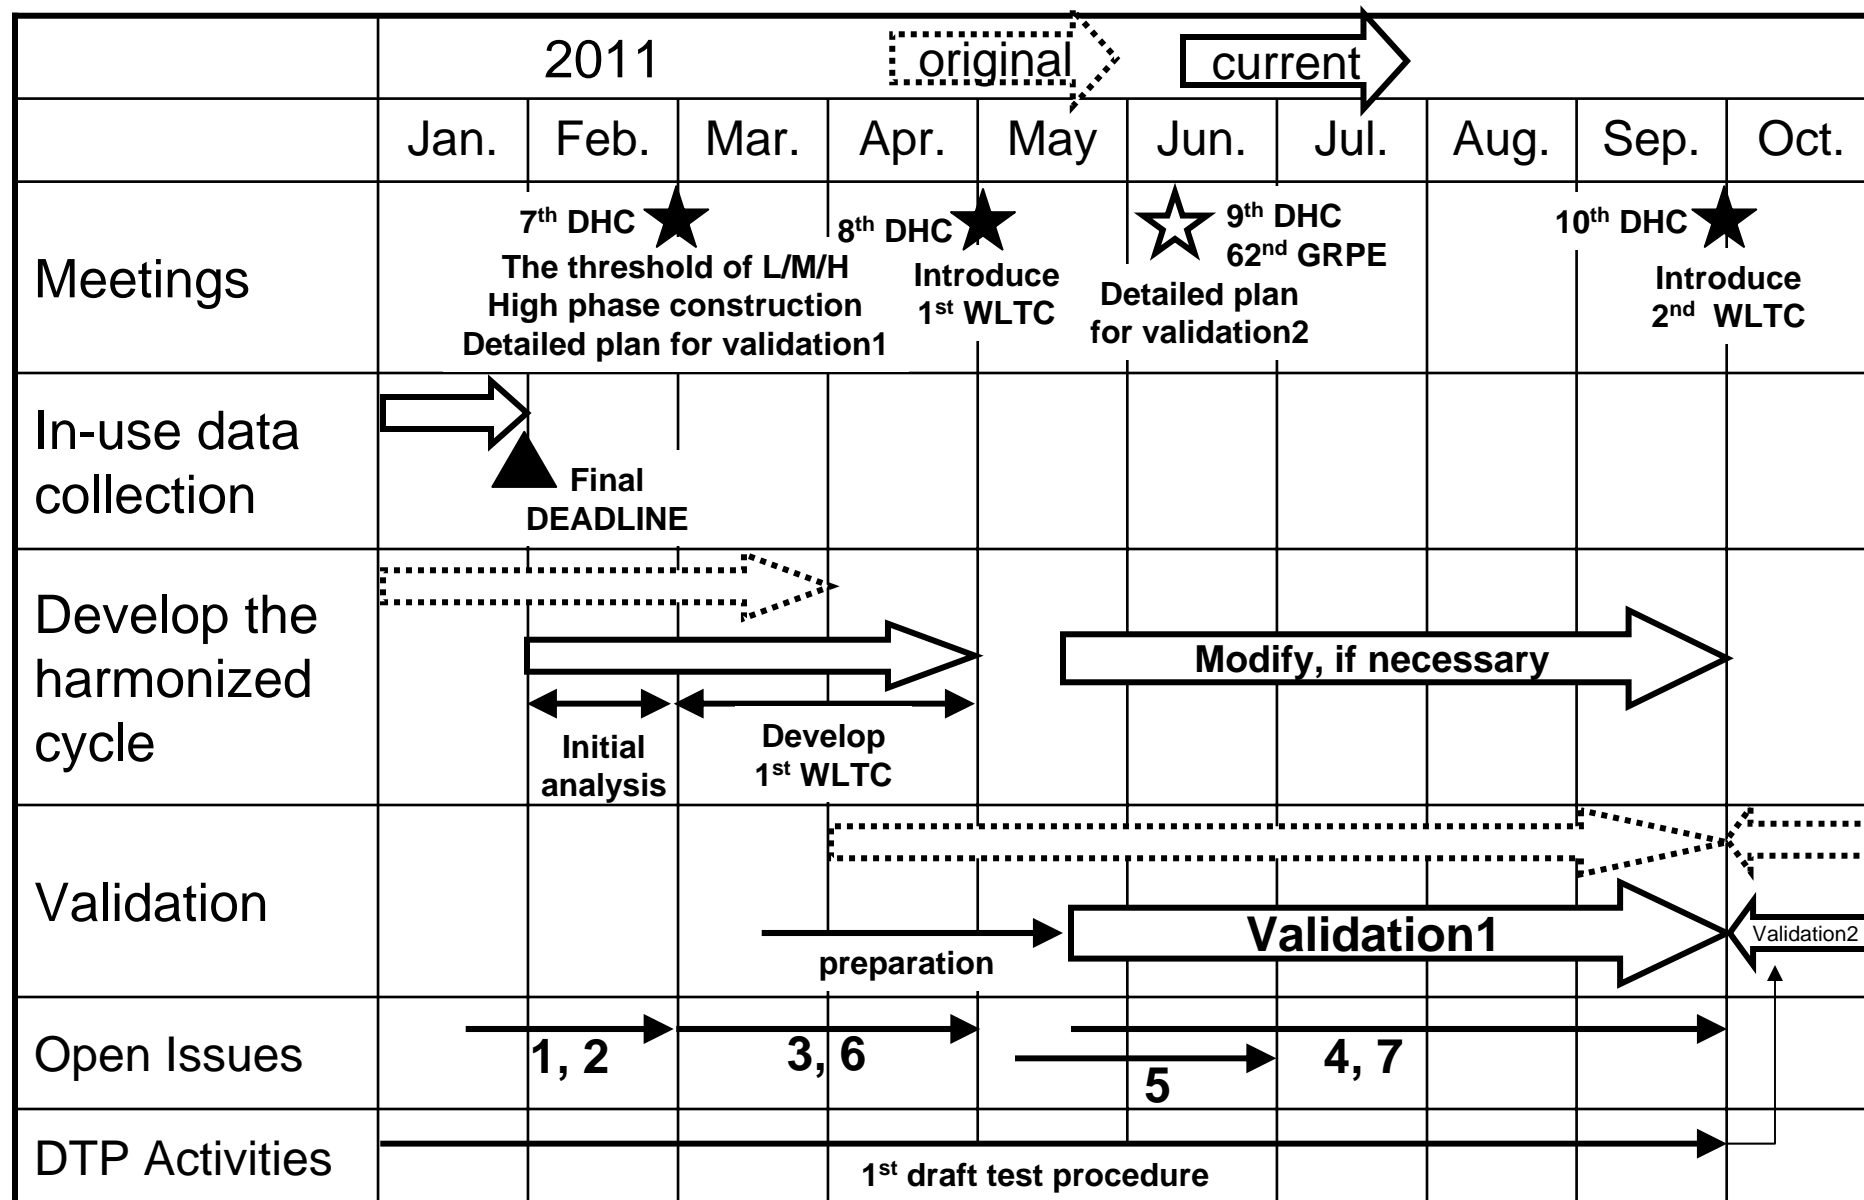 2011
original
current
Jan.
Feb.
Mar.
Apr.
May
Jun.
Jul.
Aug.
Sep.
Oct.
Meetings
7th DHC
The threshold of L/M/H
High phase construction
Detailed plan for validation1
8th DHC
Introduce
1st WLTC
9th DHC
62nd GRPE
Detailed plan
for validation2
10th DHC
Introduce
2nd WLTC
In-use data
collection
Final
DEADLINE
Develop the
harmonized
cycle
Initial
analysis
Develop
1st WLTC
Modify, if necessary
Validation
preparation
Validation1
Validation2
Open Issues
1, 2
3, 6
5
4, 7
DTP Activities
1st draft test procedure